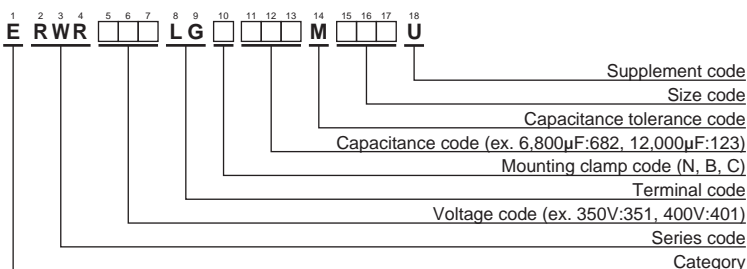 1 2 3 4 5 6 7 8 9 10 11 12 13 14 15 16 17 18
E RWR □□□ LG □ □□□ M □□□ U
Supplement code
Size code
Capacitance tolerance code
Capacitance code (ex. 6,800µF:682, 12,000µF:123)
Mounting clamp code (N, B, C)
Terminal code
Voltage code (ex. 350V:351, 400V:401)
Series code
Category